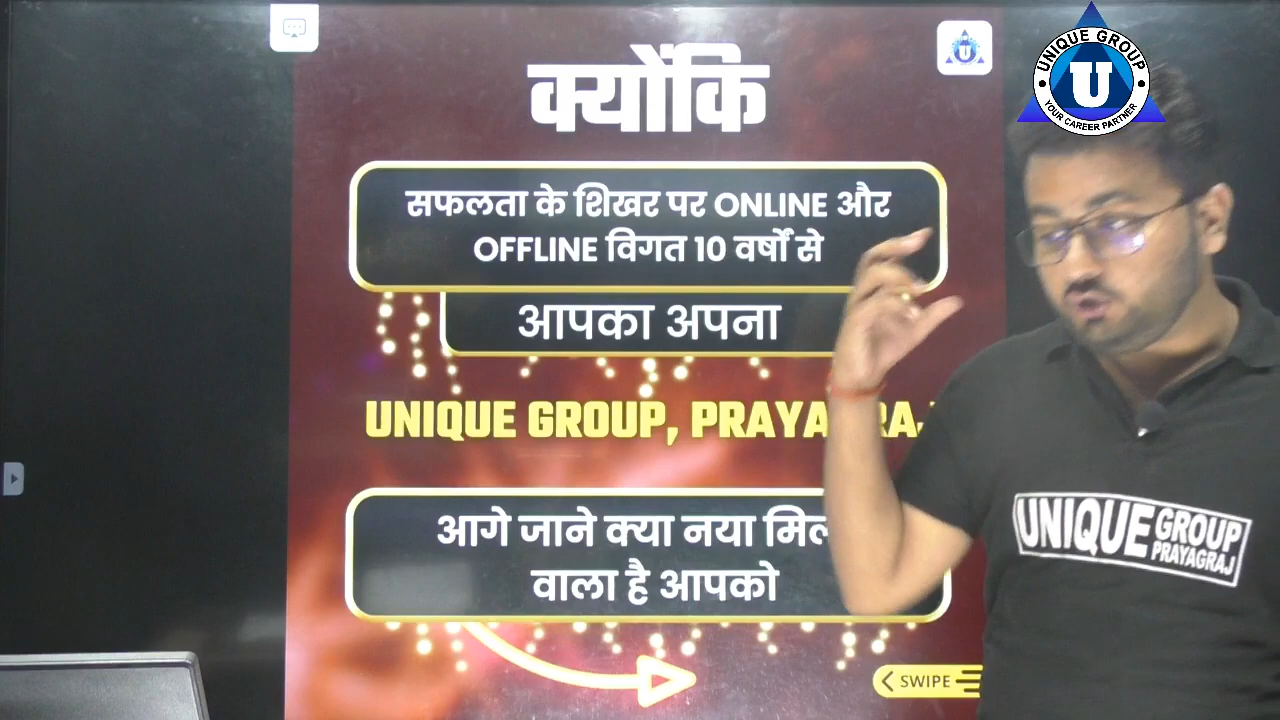 क्योंकि
UNIQUE GROUP
U
YOUR CAREER PARTNER
सफलता के शिखर पर ONLINE और
OFFLINE विगत 10 वर्षों से
आपका अपना
UNIQUE GROUP,
आगे जाने क्या नया
वाला है आपको
SWIPE
UNIQUE GROUP
PRAYAGRAJ